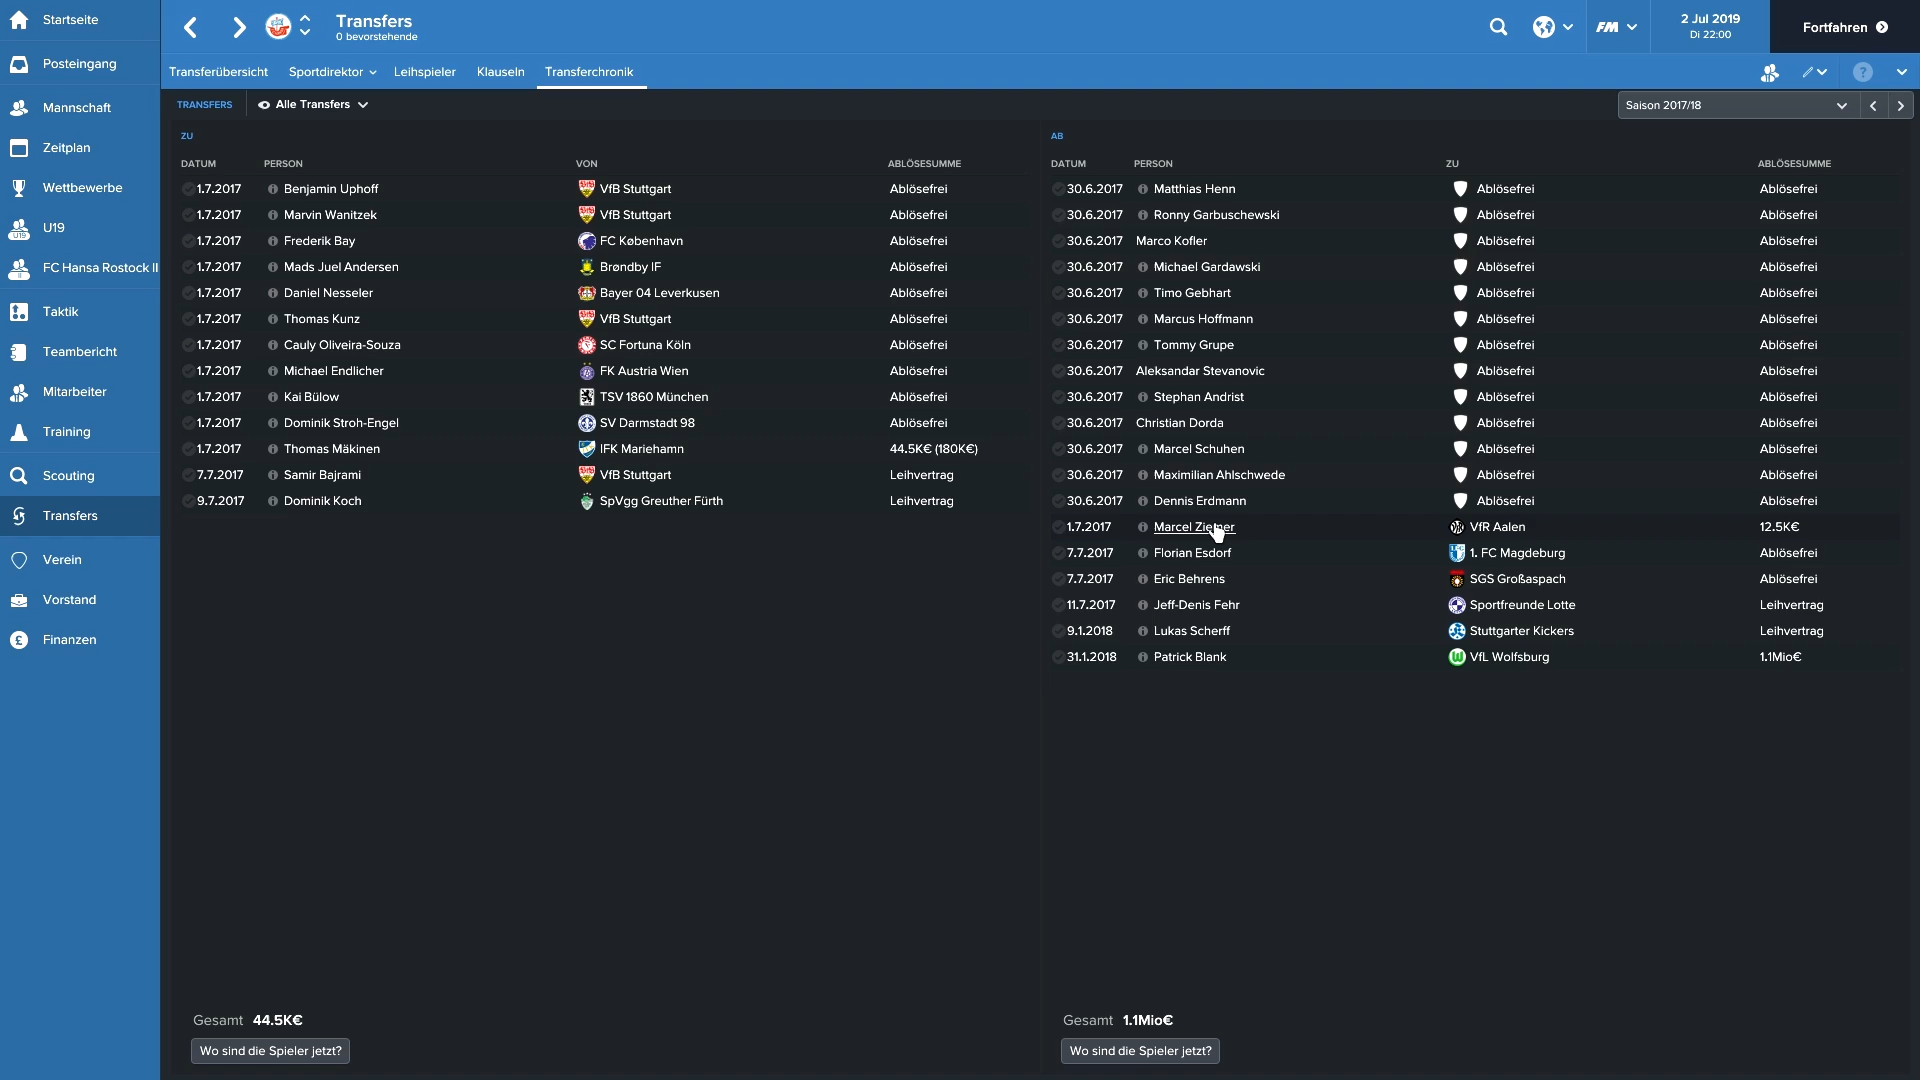 Startseite
Posteingang
Mannschaft
Zeitplan
Wettbewerbe
U19
FC Hansa Rostock II
Taktik
Teambericht
Mitarbeiter
Training
Scouting
Transfers
Verein
Vorstand
Finanzen
Transfers
0 bevorstehende
FM
2 Jul 2019
Di 22:00
Fortfahren
Transferübersicht Sportdirektor Leihspieler Klauseln Transferchronik
TRANSFERS Alle Transfers
Saison 2017/18
ZU
DATUM PERSON VON ABLÖSESUMME
1.7.2017 Benjamin Uphoff VfB Stuttgart Ablösefrei
1.7.2017 Marvin Wanitzek VfB Stuttgart Ablösefrei
1.7.2017 Frederik Bay FC København Ablösefrei
1.7.2017 Mads Juel Andersen Brøndby IF Ablösefrei
1.7.2017 Daniel Nesseler Bayer 04 Leverkusen Ablösefrei
1.7.2017 Thomas Kunz VfB Stuttgart Ablösefrei
1.7.2017 Cauly Oliveira-Souza SC Fortuna Köln Ablösefrei
1.7.2017 Michael Endlicher FK Austria Wien Ablösefrei
1.7.2017 Kai Bülow TSV 1860 München Ablösefrei
1.7.2017 Dominik Stroh-Engel SV Darmstadt 98 Ablösefrei
1.7.2017 Thomas Mäkinen IFK Mariehamn 44.5K€ (180K€)
7.7.2017 Samir Bajrami VfB Stuttgart Leihvertrag
9.7.2017 Dominik Koch SpVgg Greuther Fürth Leihvertrag
Gesamt 44.5K€
Wo sind die Spieler jetzt?
AB
DATUM PERSON ZU ABLÖSESUMME
30.6.2017 Matthias Henn Ablösefrei Ablösefrei
30.6.2017 Ronny Garbuschewski Ablösefrei Ablösefrei
30.6.2017 Marco Kofler Ablösefrei Ablösefrei
30.6.2017 Michael Gardawski Ablösefrei Ablösefrei
30.6.2017 Timo Gebhart Ablösefrei Ablösefrei
30.6.2017 Marcus Hoffmann Ablösefrei Ablösefrei
30.6.2017 Tommy Grupe Ablösefrei Ablösefrei
30.6.2017 Aleksandar Stevanovic Ablösefrei Ablösefrei
30.6.2017 Stephan Andrist Ablösefrei Ablösefrei
30.6.2017 Christian Dorda Ablösefrei Ablösefrei
30.6.2017 Marcel Schuhen Ablösefrei Ablösefrei
30.6.2017 Maximilian Ahlschwede Ablösefrei Ablösefrei
30.6.2017 Dennis Erdmann Ablösefrei Ablösefrei
1.7.2017 Marcel VfR Aalen 12.5K€
7.7.2017 Florian Esdorf 1. FC Magdeburg Ablösefrei
7.7.2017 Eric Behrens SGS Großaspach Ablösefrei
11.7.2017 Jeff-Denis Fehr Sportfreunde Lotte Leihvertrag
9.1.2018 Lukas Scherff Stuttgarter Kickers Leihvertrag
31.1.2018 Patrick Blank VfL Wolfsburg 1.1Mio€
Gesamt 1.1Mio€
Wo sind die Spieler jetzt?